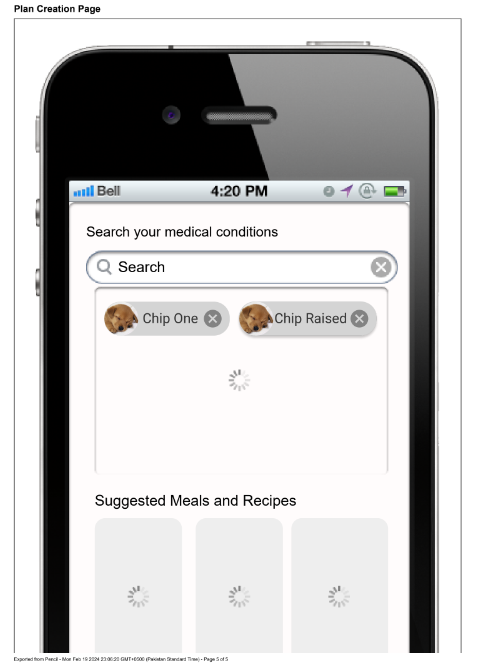 Plan Creation Page
Bell 4:20 PM
Search your medical conditions
Search
Chip One Chip Raised
Suggested Meals and Recipes
Exported from Pencil - Mon Feb 19 2024 23:06:20 GMT+0500 (Pakistan Standard Time) - Page 5 of 5